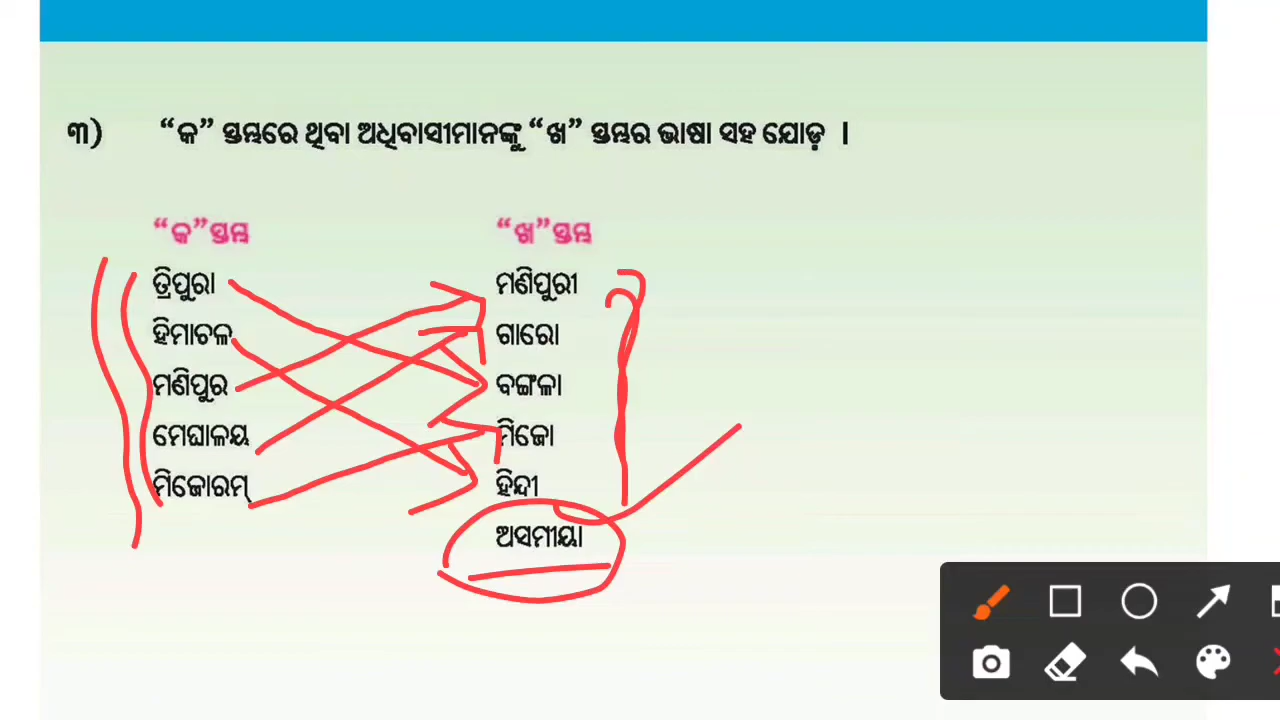 ୩) “କ” ସ୍ତମ୍ଭରେ ଥିବା ଅଧିବାସୀମାନଙ୍କୁ “ଖ” ସ୍ତମ୍ଭର ଭାଷା ସହ ଯୋଡ଼ ।
“କ”ସ୍ତମ୍ଭ “ଖ”ସ୍ତମ୍ଭ
ତ୍ରିପୁରା ମଣିପୁରୀ
ହିମାଚଳ ଗାରୋ
ମଣିପୁର ବଙ୍ଗଳା
ମେଘାଳୟ ମିଜୋ
ମିଜୋରମ୍ ହିନ୍ଦୀ
ଅସମୀୟା